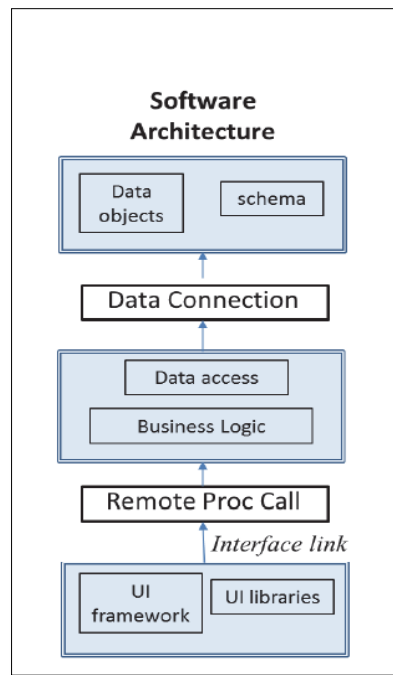 Software
Architecture
Data
objects
schema
Data Connection
Data access
Business Logic
Remote Proc Call
Interface link
UI
framework
UI libraries